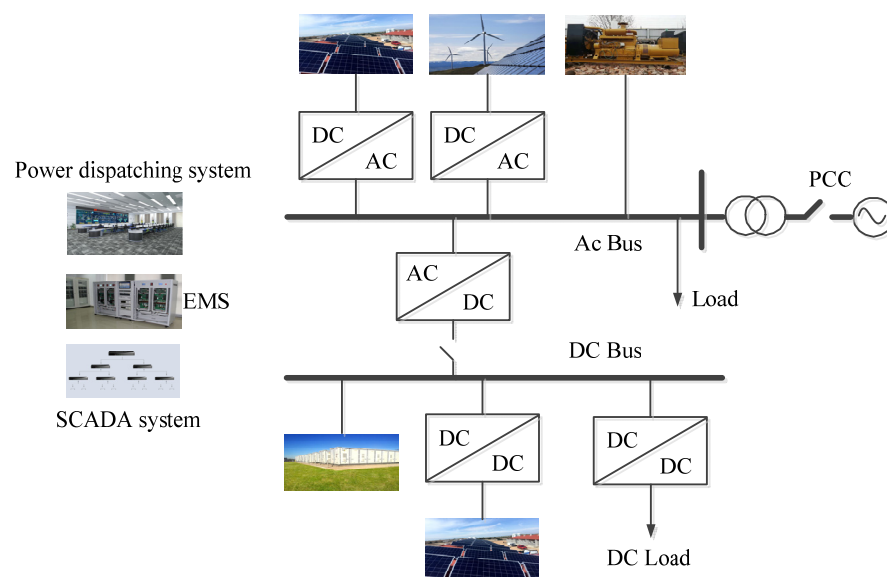 DC
AC
DC
AC
Power dispatching system
PCC
Ac Bus
AC
DC
EMS
Load
DC Bus
SCADA system
DC
DC
DC
DC
DC Load